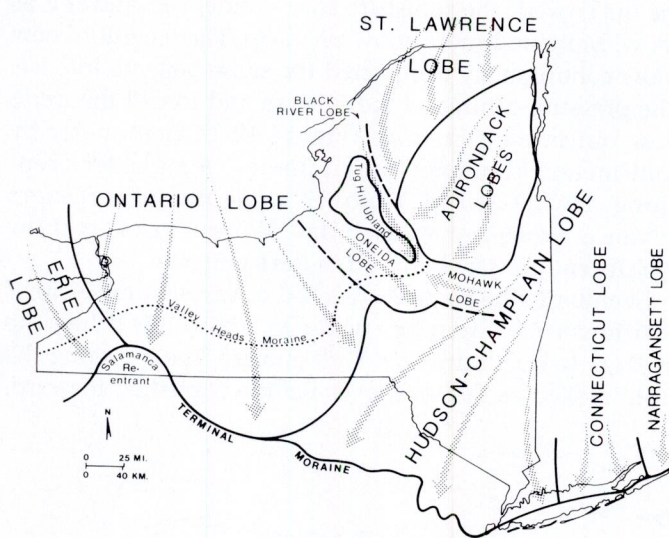 ST. LAWRENCE
LOBE
BLACK
RIVER LOBE
ADIRONDACK
LOBES
Tug Hill Upland
ONTARIO LOBE
ONEIDA
LOBE
MOHAWK
LOBE
ERIE
LOBE
Valley Heads Moraine
HUDSON-CHAMPLAIN LOBE
CONNECTICUT LOBE
NARRAGANSETT LOBE
Salamanca
Re-
entrant
TERMINAL
MORAINE
N
0 25 MI.
0 40 KM.